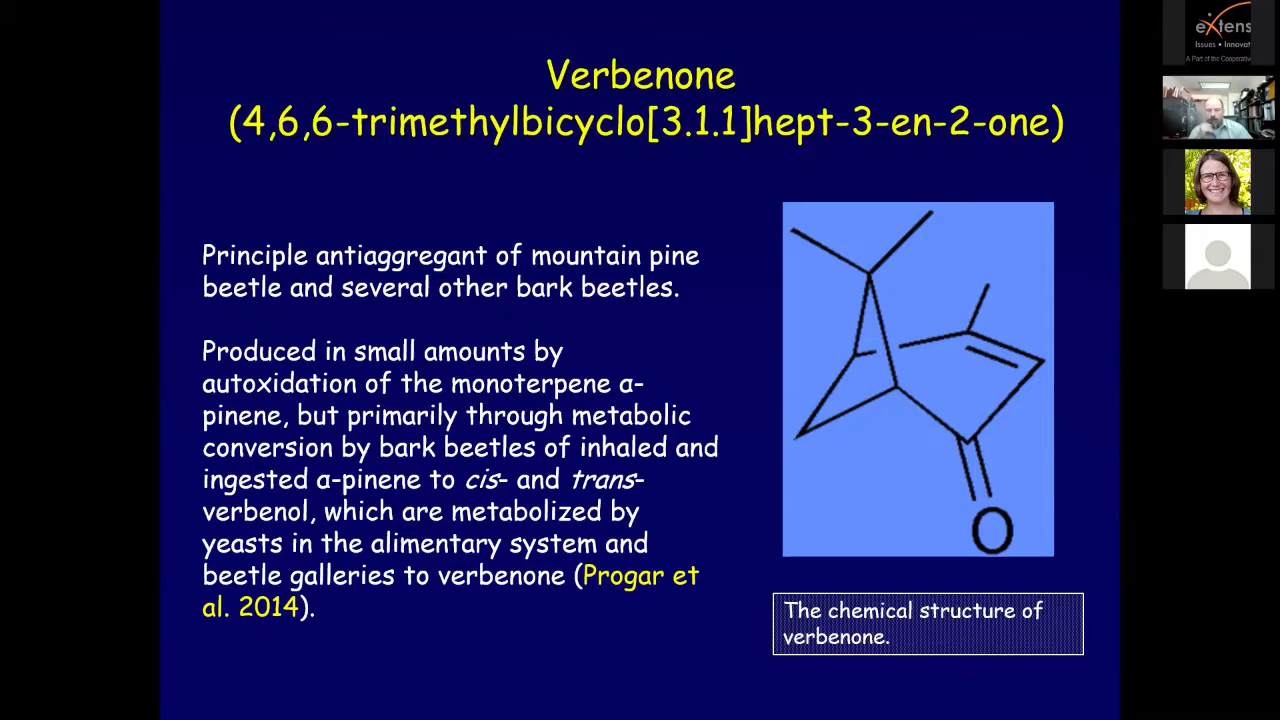 Verbenone
(4,6,6-trimethylbicyclo[3.1.1]hept-3-en-2-one)
Principle antiaggregant of mountain pine
beetle and several other bark beetles.
Produced in small amounts by
autoxidation of the monoterpene α-
pinene, but primarily through metabolic
conversion by bark beetles of inhaled and
ingested α-pinene to cis- and trans-
verbenol, which are metabolized by
yeasts in the alimentary system and
beetle galleries to verbenone (Progar et
al. 2014).
O
The chemical structure of
verbenone.
eXtens
Issues • Innovat
A Part of the Cooperativ